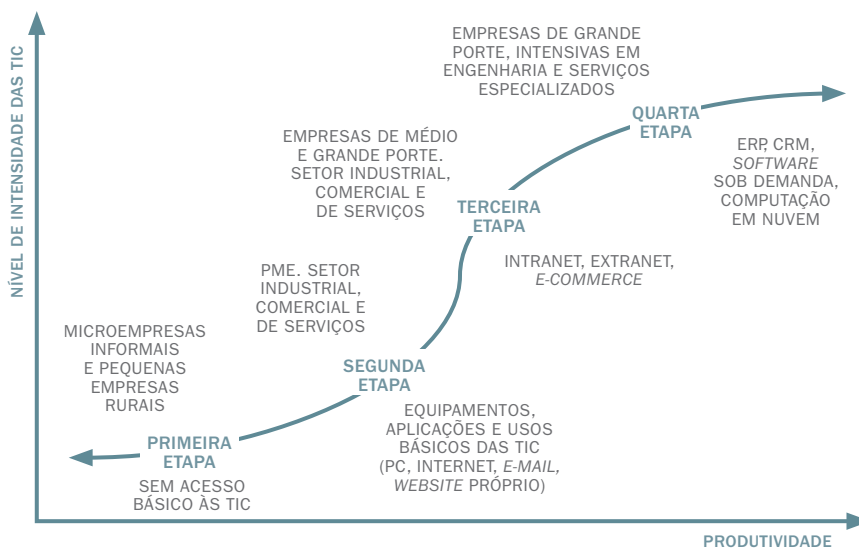 NÍVEL DE INTENSIDADE DAS TIC
MICROEMPRESAS
INFORMAIS
E PEQUENAS
EMPRESAS
RURAIS
PRIMEIRA
ETAPA
SEM ACESSO
BÁSICO ÀS TIC
PME. SETOR
INDUSTRIAL,
COMERCIAL E
DE SERVIÇOS
SEGUNDA
ETAPA
EQUIPAMENTOS,
APLICAÇÕES E USOS
BÁSICOS DAS TIC
(PC, INTERNET, E-MAIL,
WEBSITE PRÓPRIO)
EMPRESAS DE MÉDIO
E GRANDE PORTE.
SETOR INDUSTRIAL,
COMERCIAL E
DE SERVIÇOS
TERCEIRA
ETAPA
INTRANET, EXTRANET,
E-COMMERCE
EMPRESAS DE GRANDE
PORTE, INTENSIVAS EM
ENGENHARIA E SERVIÇOS
ESPECIALIZADOS
QUARTA
ETAPA
ERP, CRM,
SOFTWARE
SOB DEMANDA,
COMPUTAÇÃO
EM NUVEM
PRODUTIVIDADE